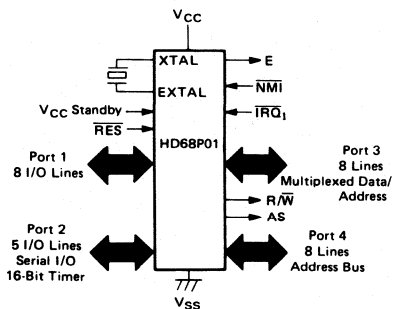 VCC
XTAL
E
EXTAL
NMI
VCC Standby
IRQ1
RES
HD68P01
Port 1
8 I/O Lines
Port 3
8 Lines
Multiplexed Data/
Address
R/W
AS
Port 2
5 I/O Lines
Serial I/O
16-Bit Timer
Port 4
8 Lines
Address Bus
VSS